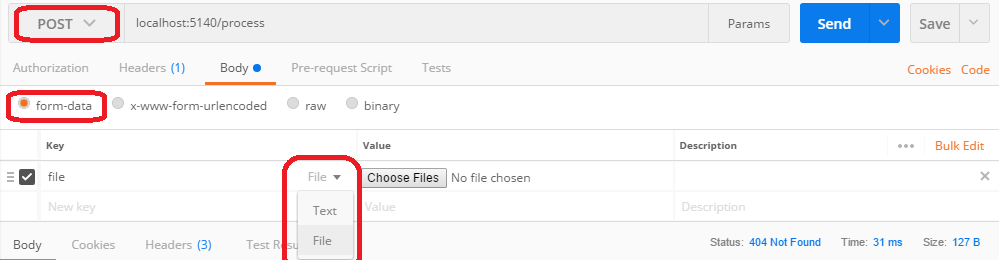 POST localhost:5140/process Params Send Save
Authorization Headers (1) Body Pre-request Script Tests Cookies Code
form-data x-www-form-urlencoded raw binary
Key Value Description ••• Bulk Edit
file File Choose Files No file chosen
New key Value Description
Text
File
Body Cookies Headers (3) Test Resu Status: 404 Not Found Time: 31 ms Size: 127 B